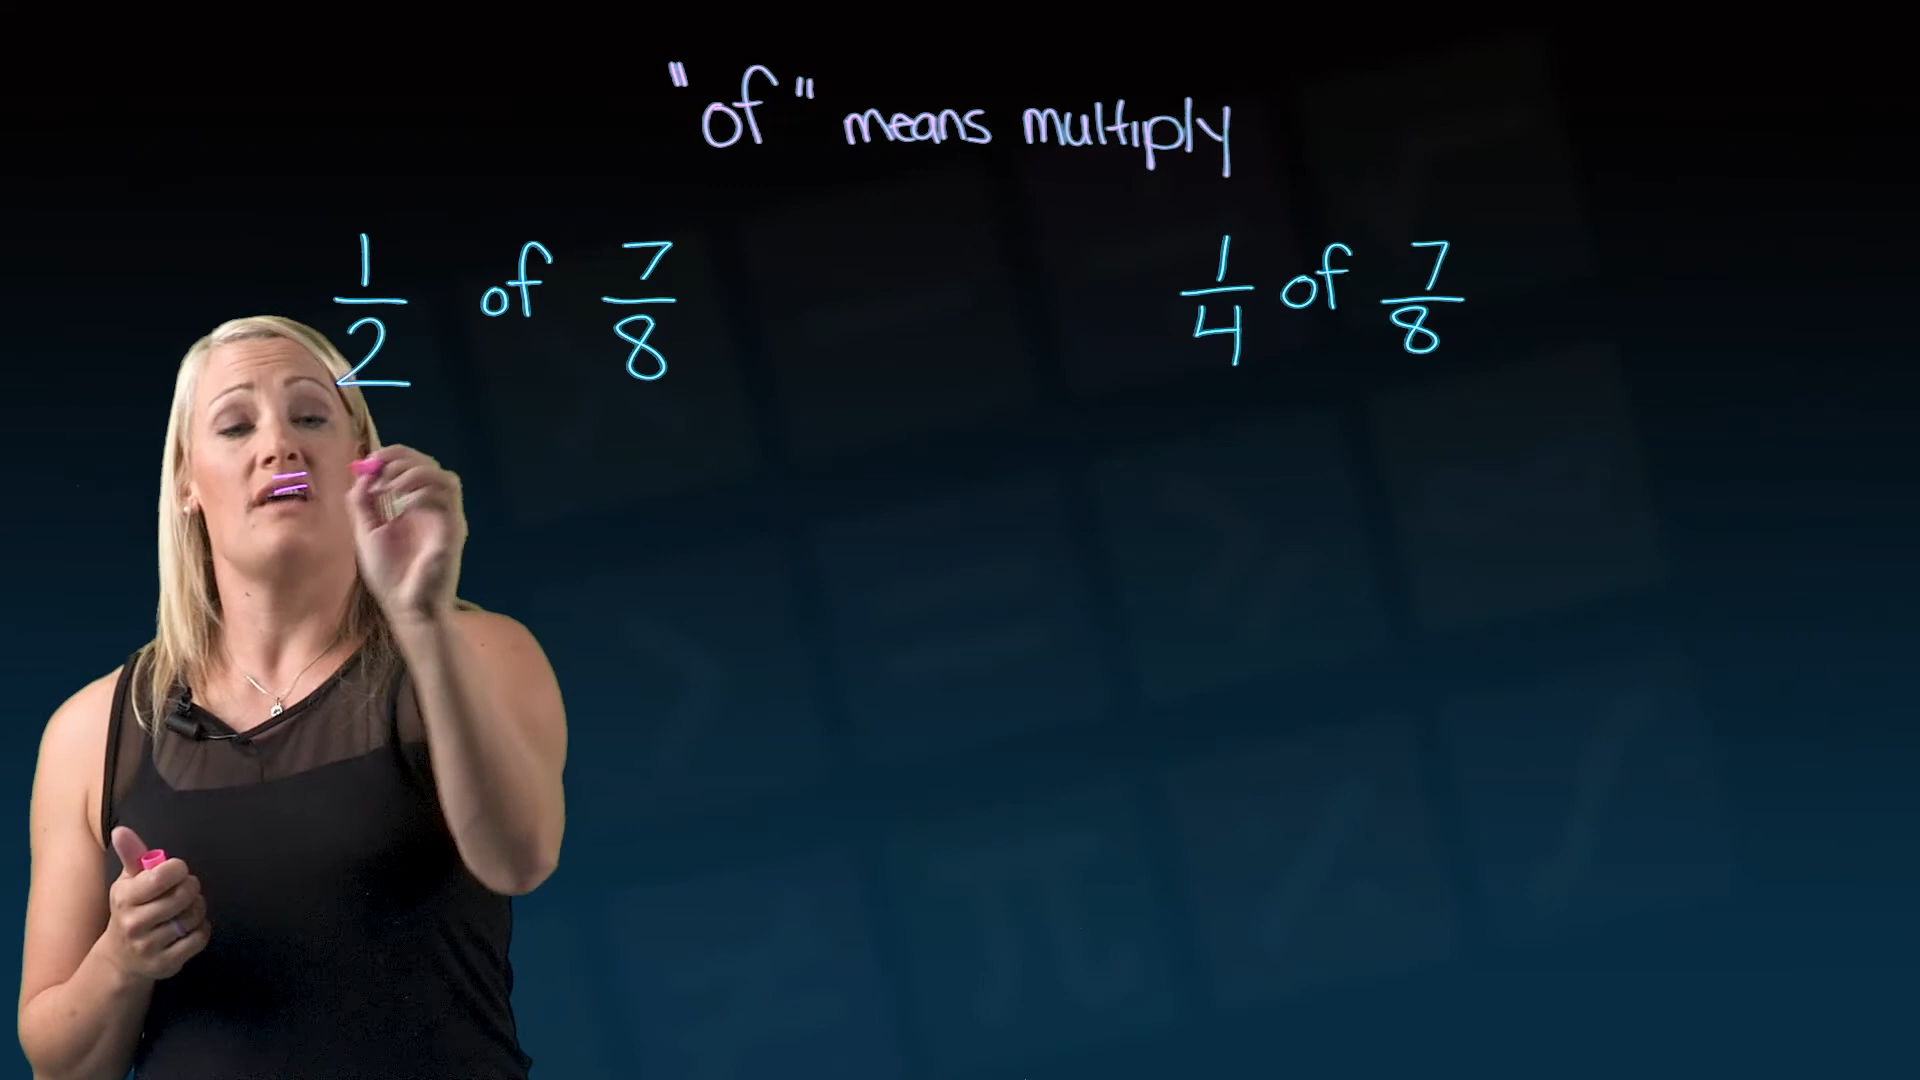 "of" means multiply
1/2 of 7/8
1/4 of 7/8
=